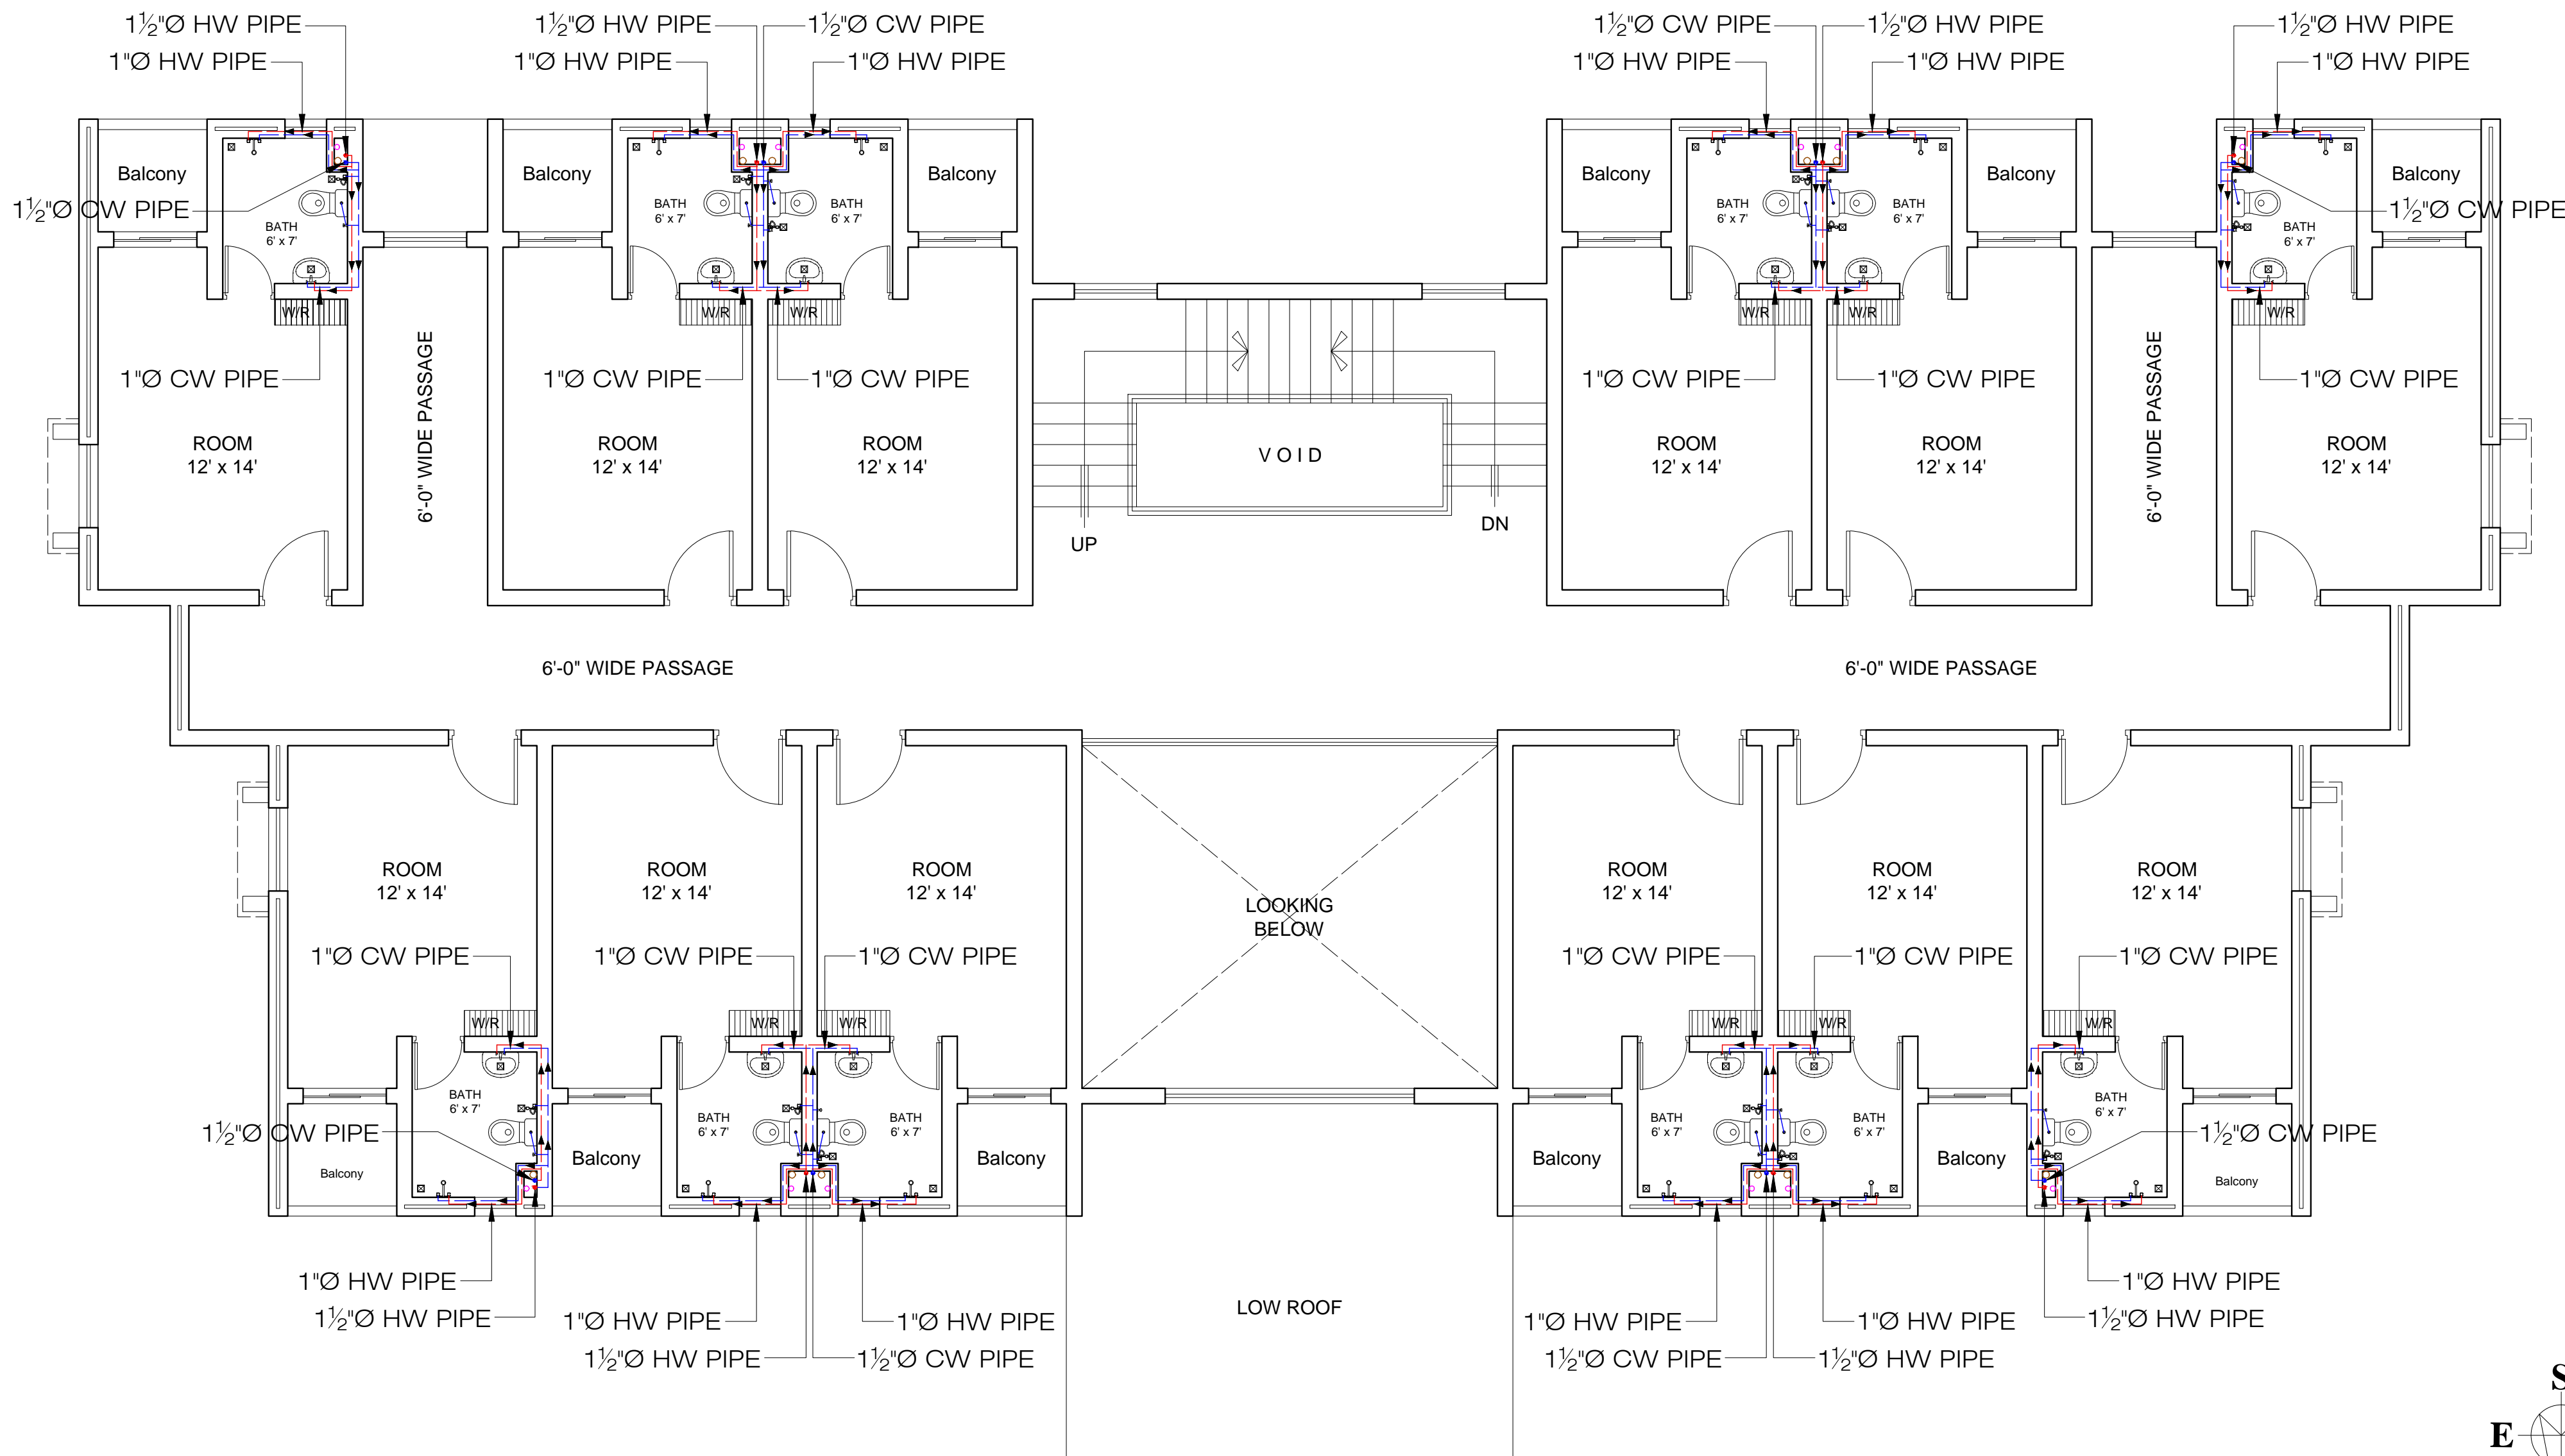 1½"Ø HW PIPE
1½"Ø HW PIPE
1½"Ø CW PIPE
1½"Ø CW PIPE
1½"Ø HW PIPE
1½"Ø HW PIPE
1"Ø HW PIPE
1"Ø HW PIPE
1"Ø HW PIPE
1"Ø HW PIPE
1"Ø HW PIPE
1"Ø HW PIPE
Balcony
Balcony
Balcony
Balcony
Balcony
Balcony
1½"Ø CW PIPE
BATH
6' x 7'
BATH
6' x 7'
BATH
6' x 7'
BATH
6' x 7'
BATH
6' x 7'
BATH
6' x 7'
1½"Ø CW PIPE
W/R
W/R
W/R
W/R
W/R
W/R
1"Ø CW PIPE
1"Ø CW PIPE
1"Ø CW PIPE
1"Ø CW PIPE
1"Ø CW PIPE
1"Ø CW PIPE
6'-0" WIDE PASSAGE
6'-0" WIDE PASSAGE
ROOM
12' x 14'
ROOM
12' x 14'
ROOM
12' x 14'
VOID
ROOM
12' x 14'
ROOM
12' x 14'
ROOM
12' x 14'
UP
DN
6'-0" WIDE PASSAGE
6'-0" WIDE PASSAGE
ROOM
12' x 14'
ROOM
12' x 14'
ROOM
12' x 14'
LOOKING
BELOW
ROOM
12' x 14'
ROOM
12' x 14'
ROOM
12' x 14'
1"Ø CW PIPE
1"Ø CW PIPE
1"Ø CW PIPE
1"Ø CW PIPE
1"Ø CW PIPE
1"Ø CW PIPE
W/R
W/R
W/R
W/R
W/R
W/R
BATH
6' x 7'
BATH
6' x 7'
BATH
6' x 7'
BATH
6' x 7'
BATH
6' x 7'
BATH
6' x 7'
1½"Ø CW PIPE
1½"Ø CW PIPE
Balcony
Balcony
Balcony
Balcony
Balcony
Balcony
1"Ø HW PIPE
1½"Ø HW PIPE
1"Ø HW PIPE
1"Ø HW PIPE
1½"Ø HW PIPE
1½"Ø CW PIPE
LOW ROOF
1"Ø HW PIPE
1"Ø HW PIPE
1½"Ø CW PIPE
1½"Ø HW PIPE
1"Ø HW PIPE
1½"Ø HW PIPE
S
E